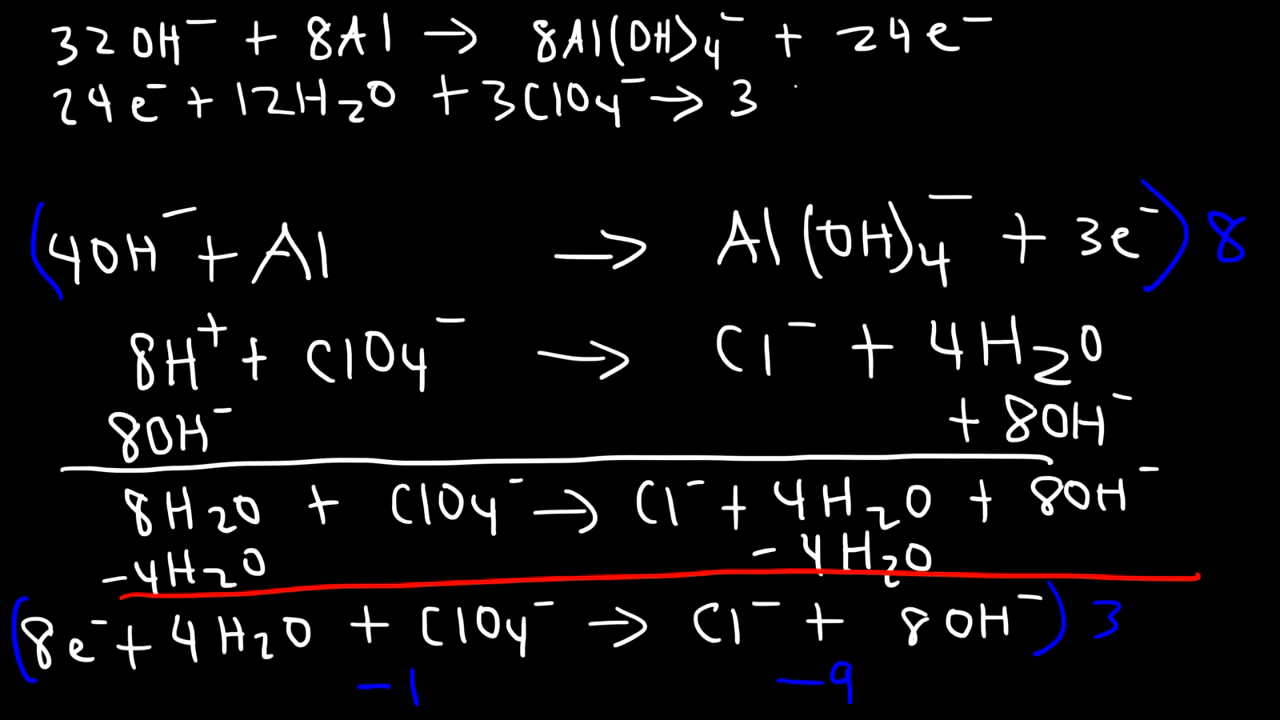 32OH⁻ + 8Al → 8Al(OH)₄⁻ + 24e⁻
24e⁻ + 12H₂O + 3ClO₄⁻ → 3
(4OH⁻ + Al → Al(OH)₄⁻ + 3e⁻) 8
8H⁺ + ClO₄⁻ → Cl⁻ + 4H₂O
8OH⁻ + 8OH⁻
8H₂O + ClO₄⁻ → Cl⁻ + 4H₂O + 8OH⁻
-4H₂O -4H₂O
(8e⁻ + 4H₂O + ClO₄⁻ → Cl⁻ + 8OH⁻) 3
-1 -9